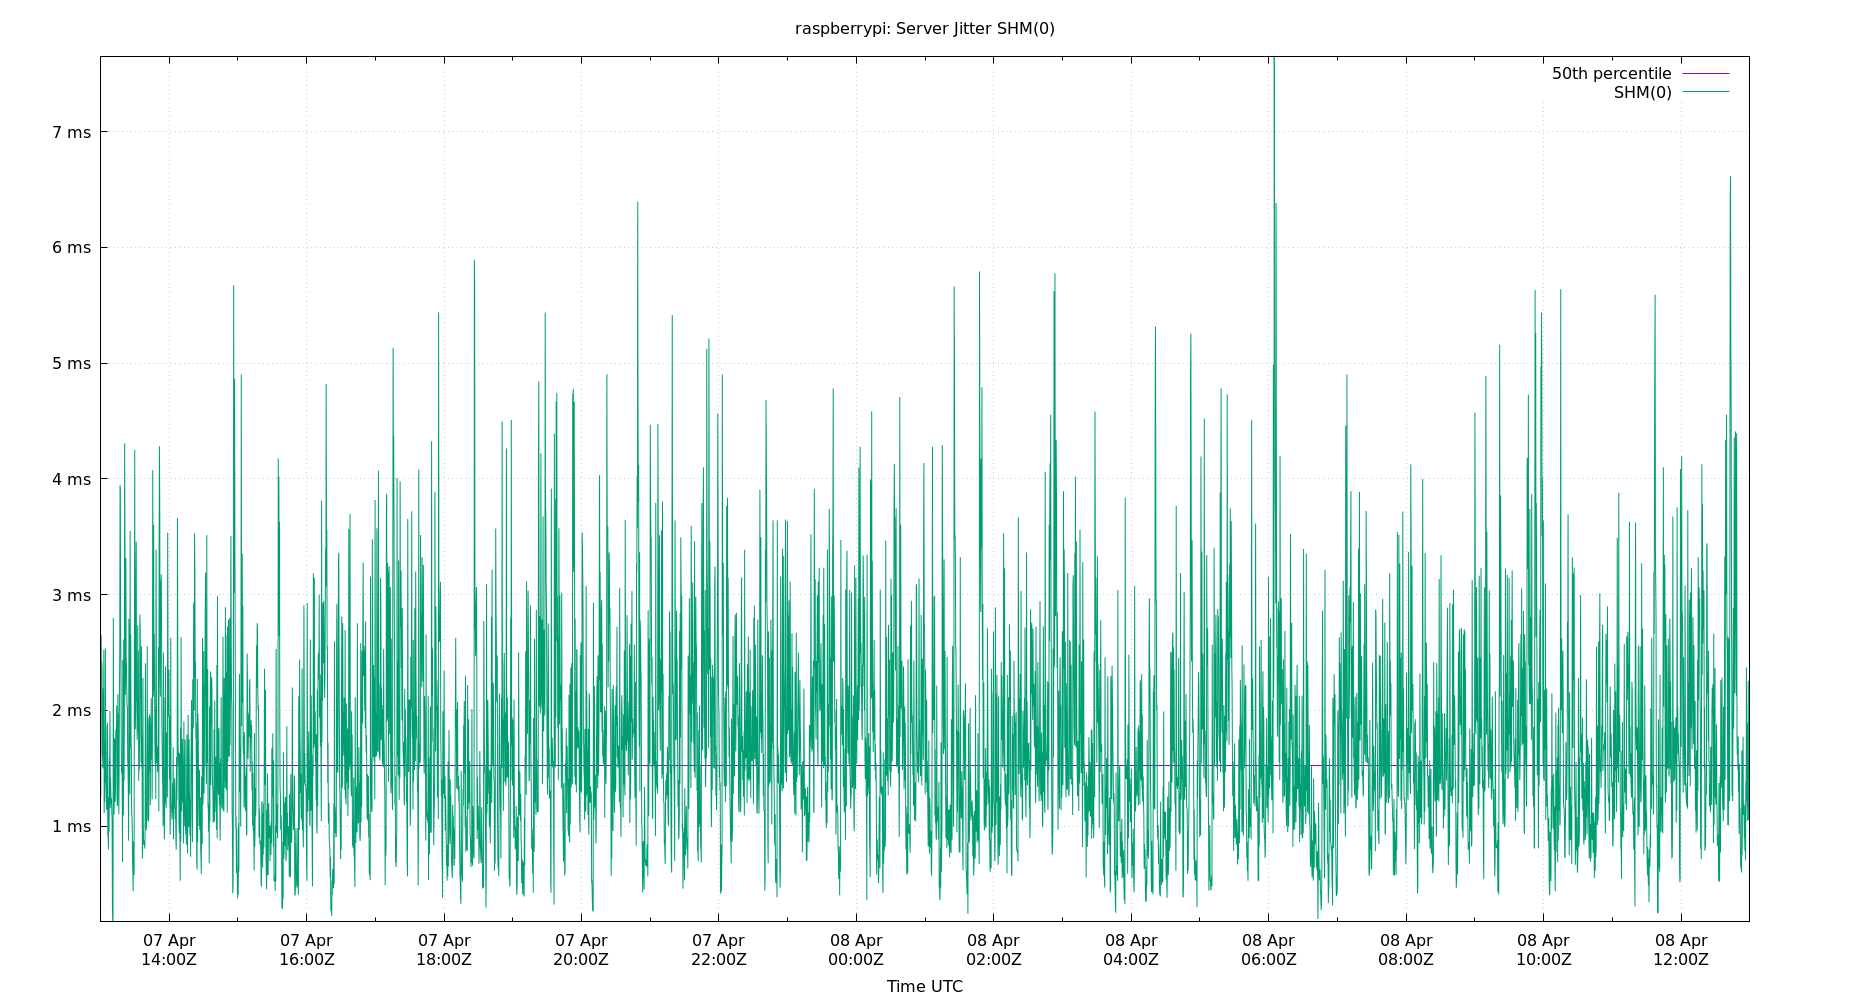 raspberrypi: Server Jitter SHM(0)
50th percentile
SHM(0)
7 ms
6 ms
5 ms
4 ms
3 ms
2 ms
1 ms
07 Apr 07 Apr 07 Apr 07 Apr 07 Apr 08 Apr 08 Apr 08 Apr 08 Apr 08 Apr 08 Apr 08 Apr
14:00Z 16:00Z 18:00Z 20:00Z 22:00Z 00:00Z 02:00Z 04:00Z 06:00Z 08:00Z 10:00Z 12:00Z
Time UTC